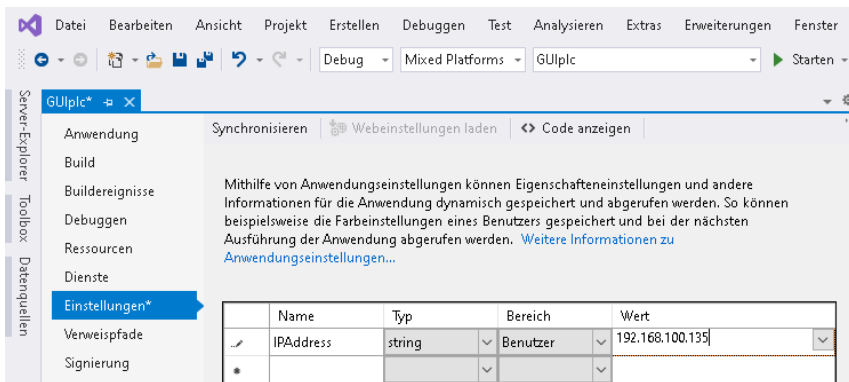 Datei Bearbeiten Ansicht Projekt Erstellen Debuggen Test Analysieren Extras Erweiterungen Fenster
Debug Mixed Platforms GUIplc Starten
Server-Explorer
Toolbox
Datenquellen
GUIplc*
Anwendung
Build
Buildereignisse
Debuggen
Ressourcen
Dienste
Einstellungen*
Verweispfade
Signierung
Synchronisieren Webeinstellungen laden <> Code anzeigen
Mithilfe von Anwendungseinstellungen können Eigenschafteneinstellungen und andere
Informationen für die Anwendung dynamisch gespeichert und abgerufen werden. So können
beispielsweise die Farbeinstellungen eines Benutzers gespeichert und bei der nächsten
Ausführung der Anwendung abgerufen werden. Weitere Informationen zu
Anwendungseinstellungen...
Name Typ Bereich Wert
IPAddress string Benutzer 192.168.100.135